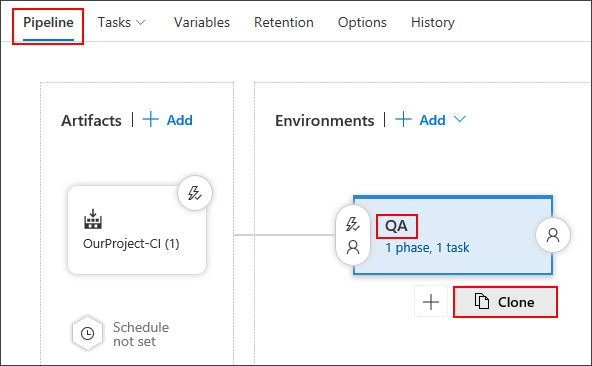 Pipeline Tasks Variables Retention Options History
Artifacts | + Add
Environments | + Add
QA
1 phase, 1 task
OurProject-CI (1)
Clone
Schedule
not set